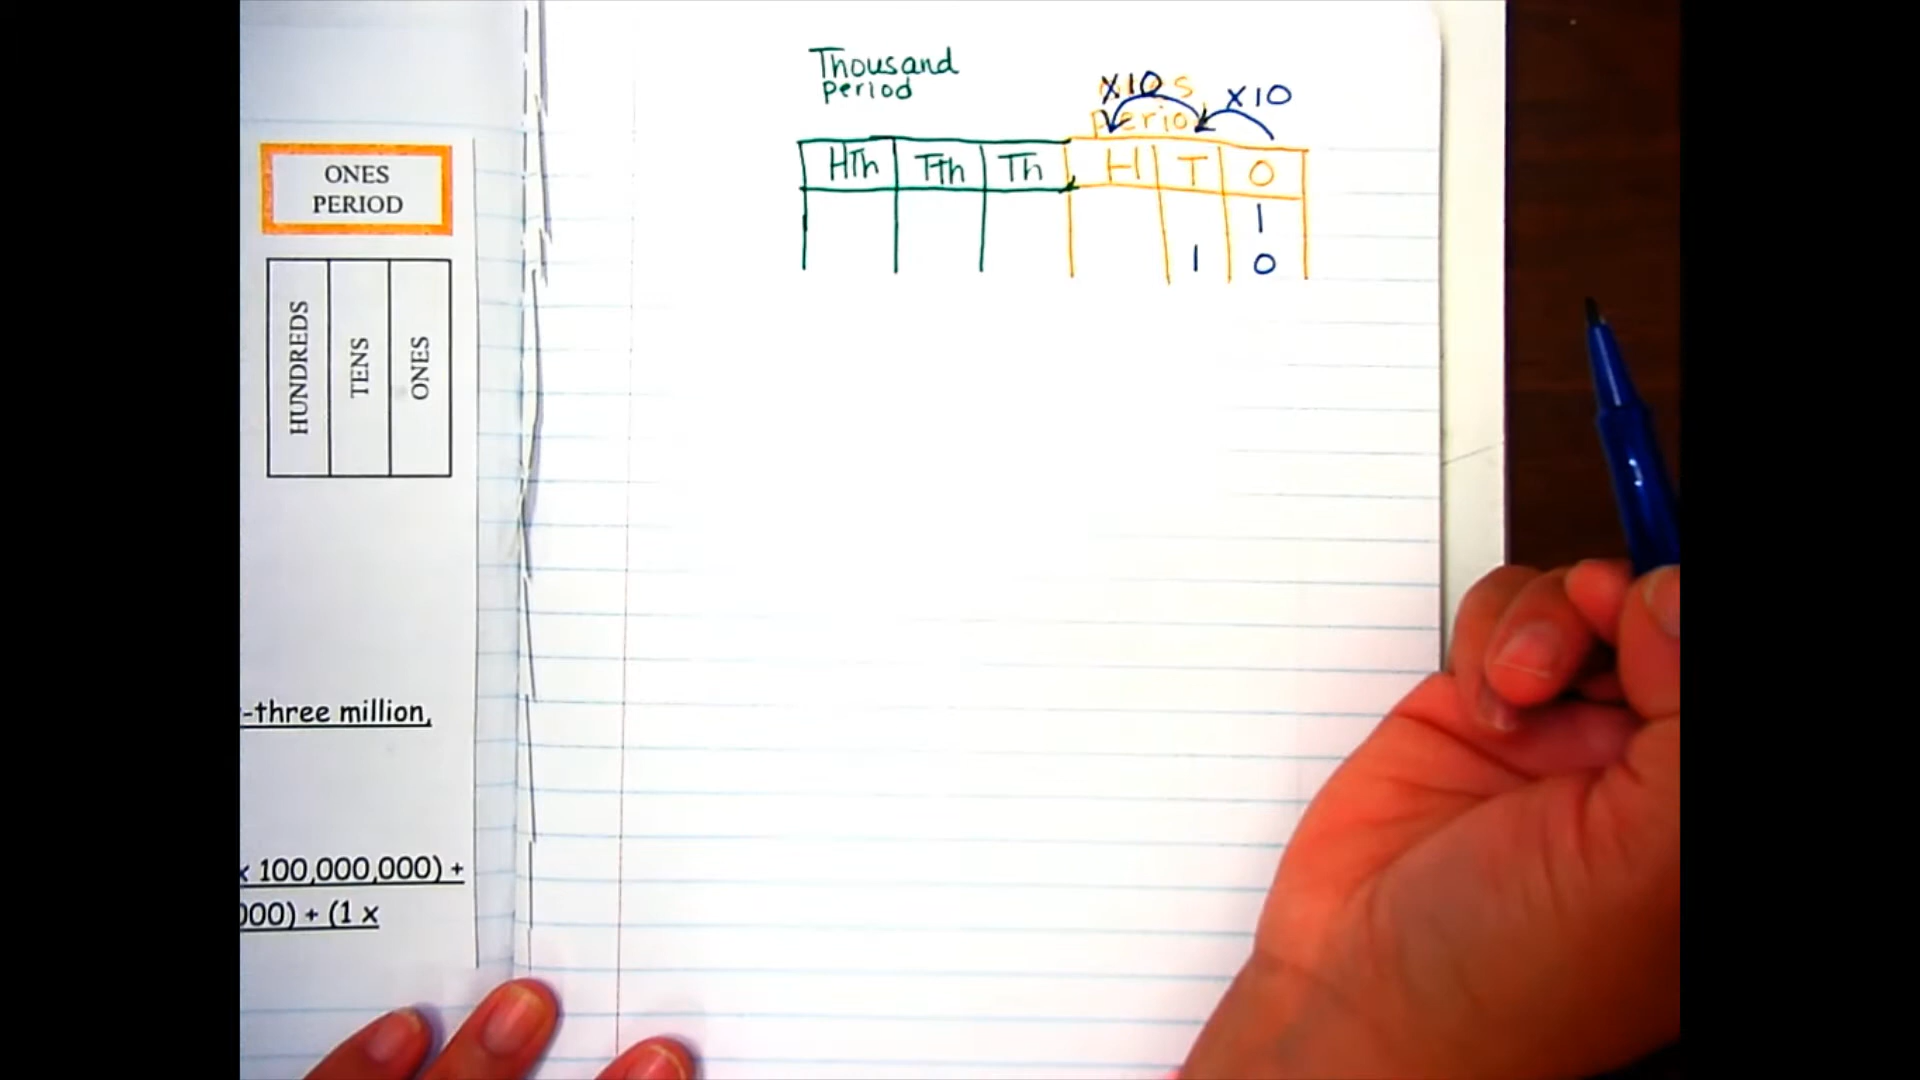 ONES
PERIOD
HUNDREDS
TENS
ONES
-three million,
x 100,000,000) +
000) + (1 x
Thousand
period
X10 X10
period
HTh TTh Th H T O
1
1 0